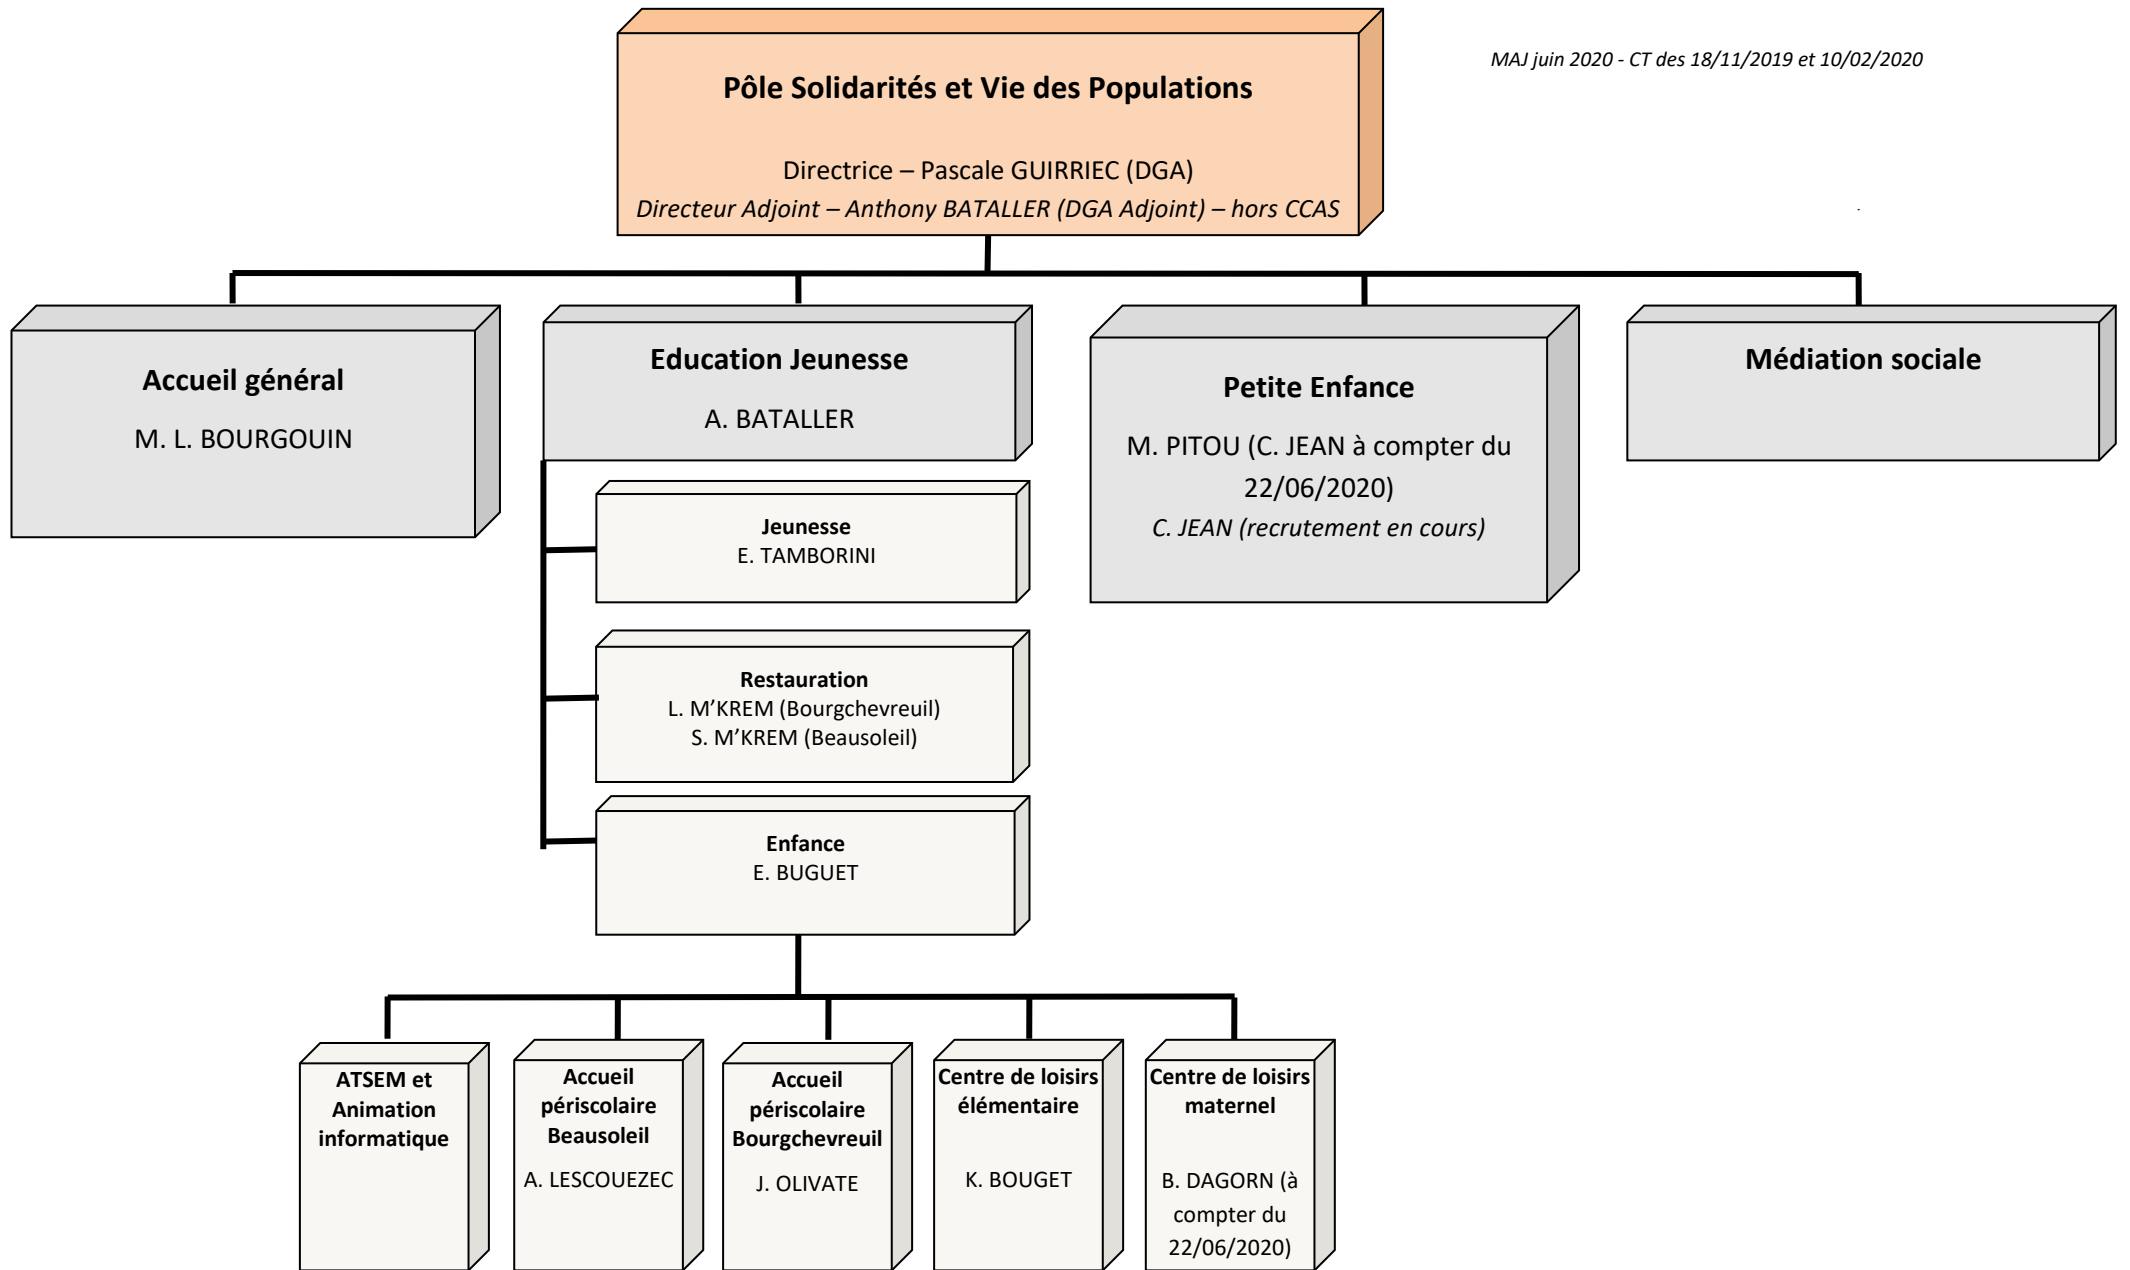 MAJ juin 2020 - CT des 18/11/2019 et 10/02/2020
Pôle Solidarités et Vie des Populations
Directrice – Pascale GUIRRIEC (DGA)
Directeur Adjoint – Anthony BATALLER (DGA Adjoint) – hors CCAS
Accueil général
M. L. BOURGOUIN
Education Jeunesse
A. BATALLER
Petite Enfance
M. PITOU (C. JEAN à compter du
22/06/2020)
C. JEAN (recrutement en cours)
Médiation sociale
Jeunesse
E. TAMBORINI
Restauration
L. M’KREM (Bourgchevreuil)
S. M’KREM (Beausoleil)
Enfance
E. BUGUET
ATSEM et
Animation
informatique
Accueil
périscolaire
Beausoleil
A. LESCOUEZEC
Accueil
périscolaire
Bourgchevreuil
J. OLIVATE
Centre de loisirs
élémentaire
K. BOUGET
Centre de loisirs
maternel
B. DAGORN (à
compter du
22/06/2020)